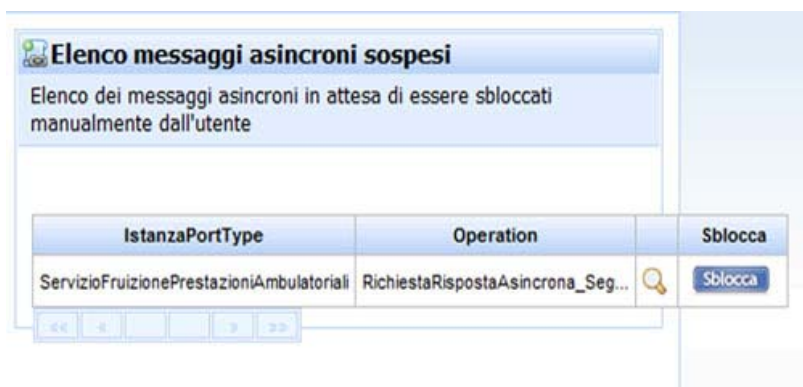 Elenco messaggi asincroni sospesi
Elenco dei messaggi asincroni in attesa di essere sbloccati
manualmente dall'utente
IstanzaPortType Operation Sblocca
ServizioFruizionePrestazioniAmbulatoriali RichiestaRispostaAsincrona_Seg... Sblocca
<< < > >>